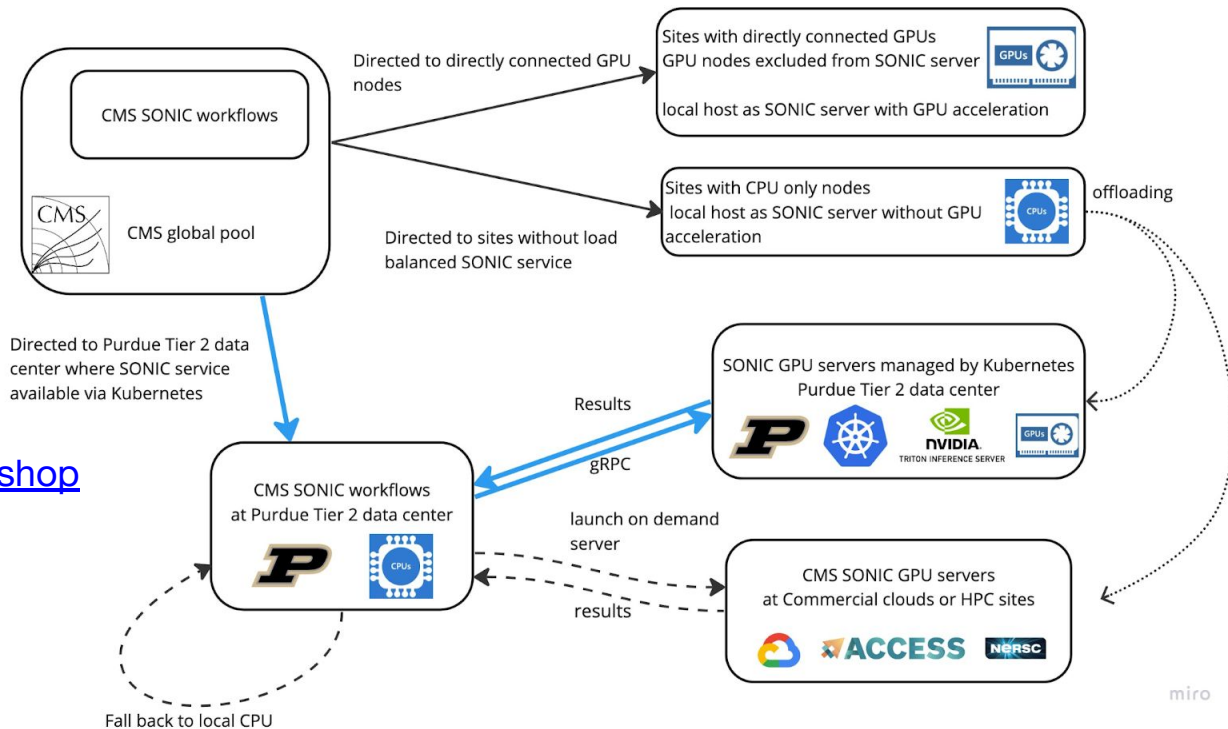 CMS SONIC workflows
CMS
CMS global pool
Directed to directly connected GPU
nodes
Sites with directly connected GPUs
GPU nodes excluded from SONIC server
GPUs
local host as SONIC server with GPU acceleration
Directed to sites without load
balanced SONIC service
Sites with CPU only nodes
local host as SONIC server without GPU
acceleration
CPUs
offloading
Directed to Purdue Tier 2 data
center where SONIC service
available via Kubernetes
SONIC GPU servers managed by Kubernetes
Purdue Tier 2 data center
P
NVIDIA.
TRITON INFERENCE SERVER
GPUs
Results
gRPC
shop
CMS SONIC workflows
at Purdue Tier 2 data center
P
CPUs
launch on demand
server
results
CMS SONIC GPU servers
at Commercial clouds or HPC sites
ACCESS
NeRSC
Fall back to local CPU
miro